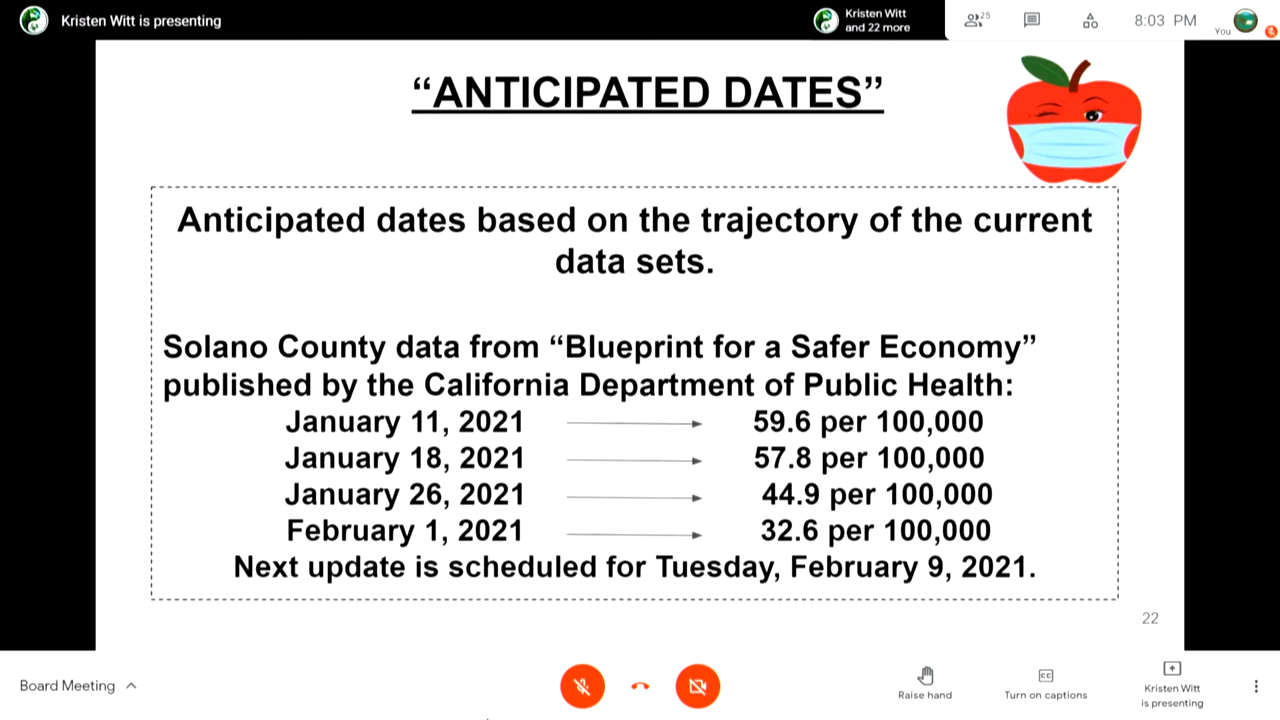 Kristen Witt is presenting
Kristen Witt
and 22 more
25
8:03 PM
You
“ANTICIPATED DATES”
Anticipated dates based on the trajectory of the current
data sets.
Solano County data from “Blueprint for a Safer Economy”
published by the California Department of Public Health:
January 11, 2021 59.6 per 100,000
January 18, 2021 57.8 per 100,000
January 26, 2021 44.9 per 100,000
February 1, 2021 32.6 per 100,000
Next update is scheduled for Tuesday, February 9, 2021.
22
Board Meeting
Raise hand
CC
Turn on captions
Kristen Witt
is presenting